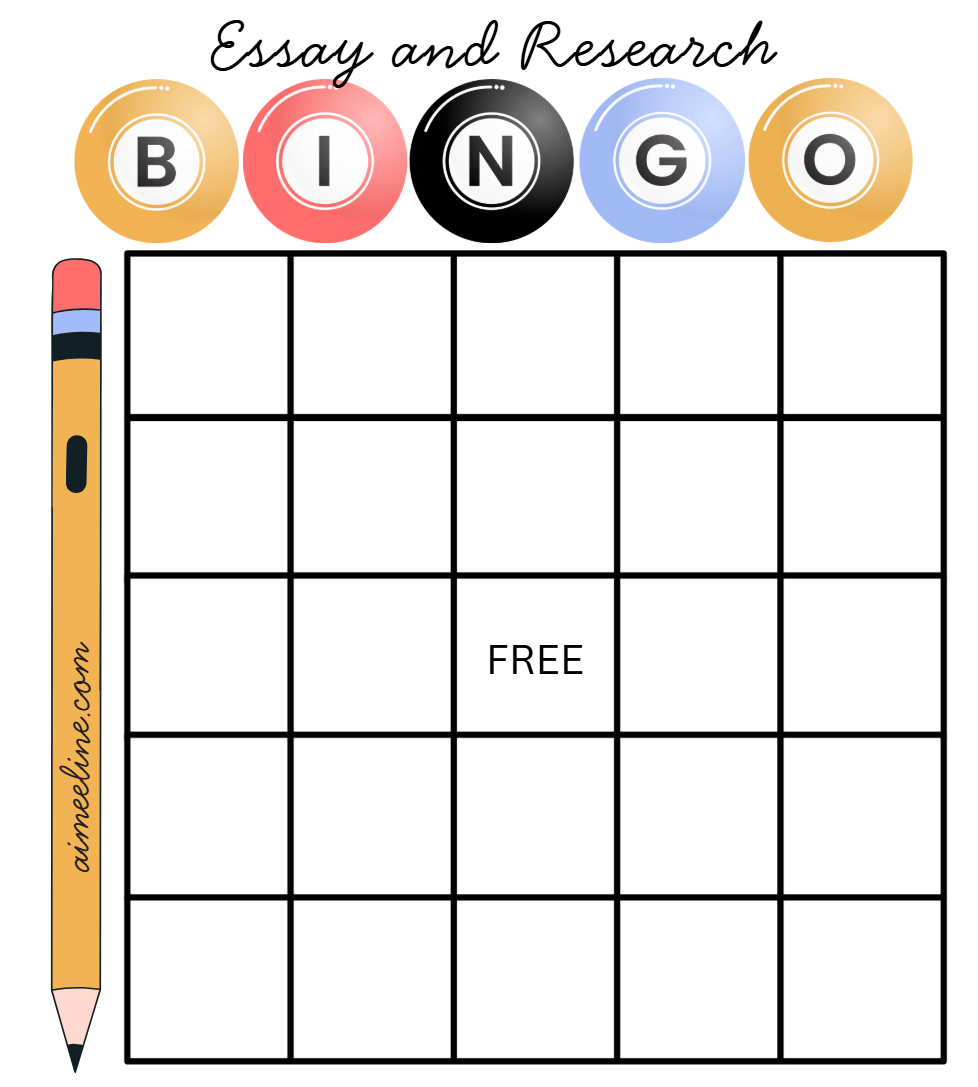 Essay and Research
B I N G O
FREE
aimeeline.com